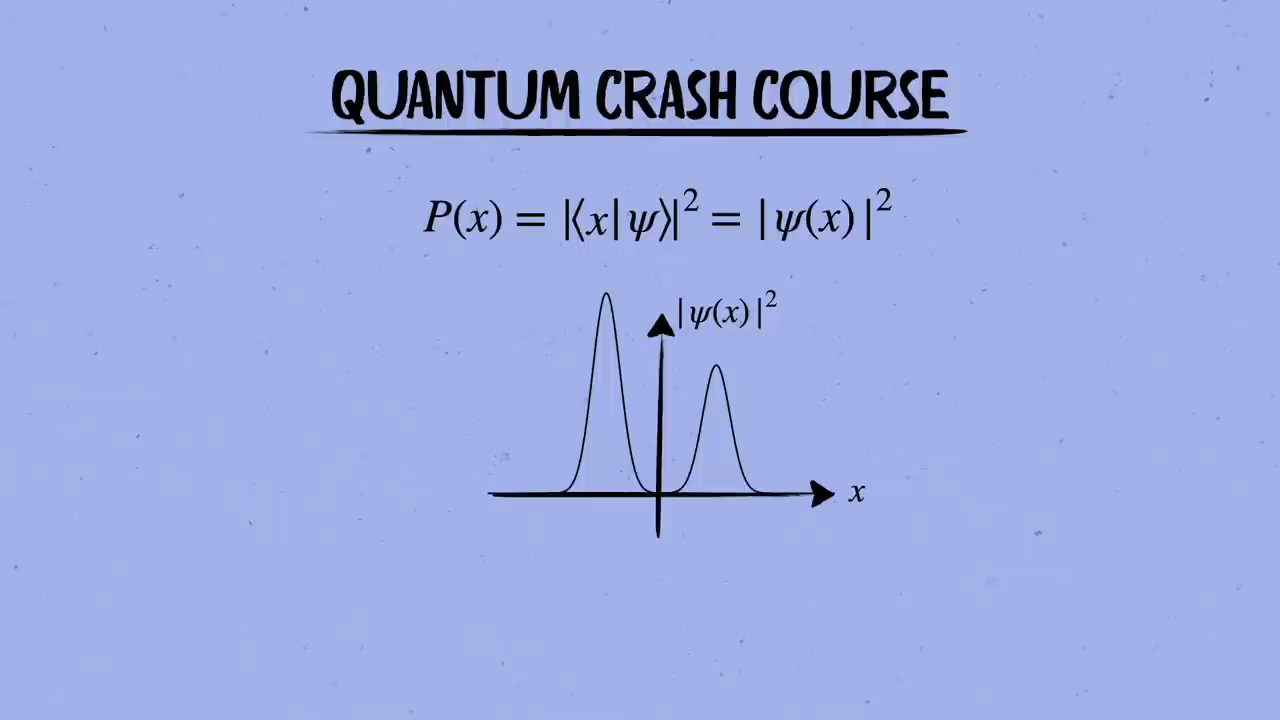 QUANTUM CRASH COURSE
P(x) = |⟨x|ψ⟩|² = |ψ(x)|²
|ψ(x)|²
x